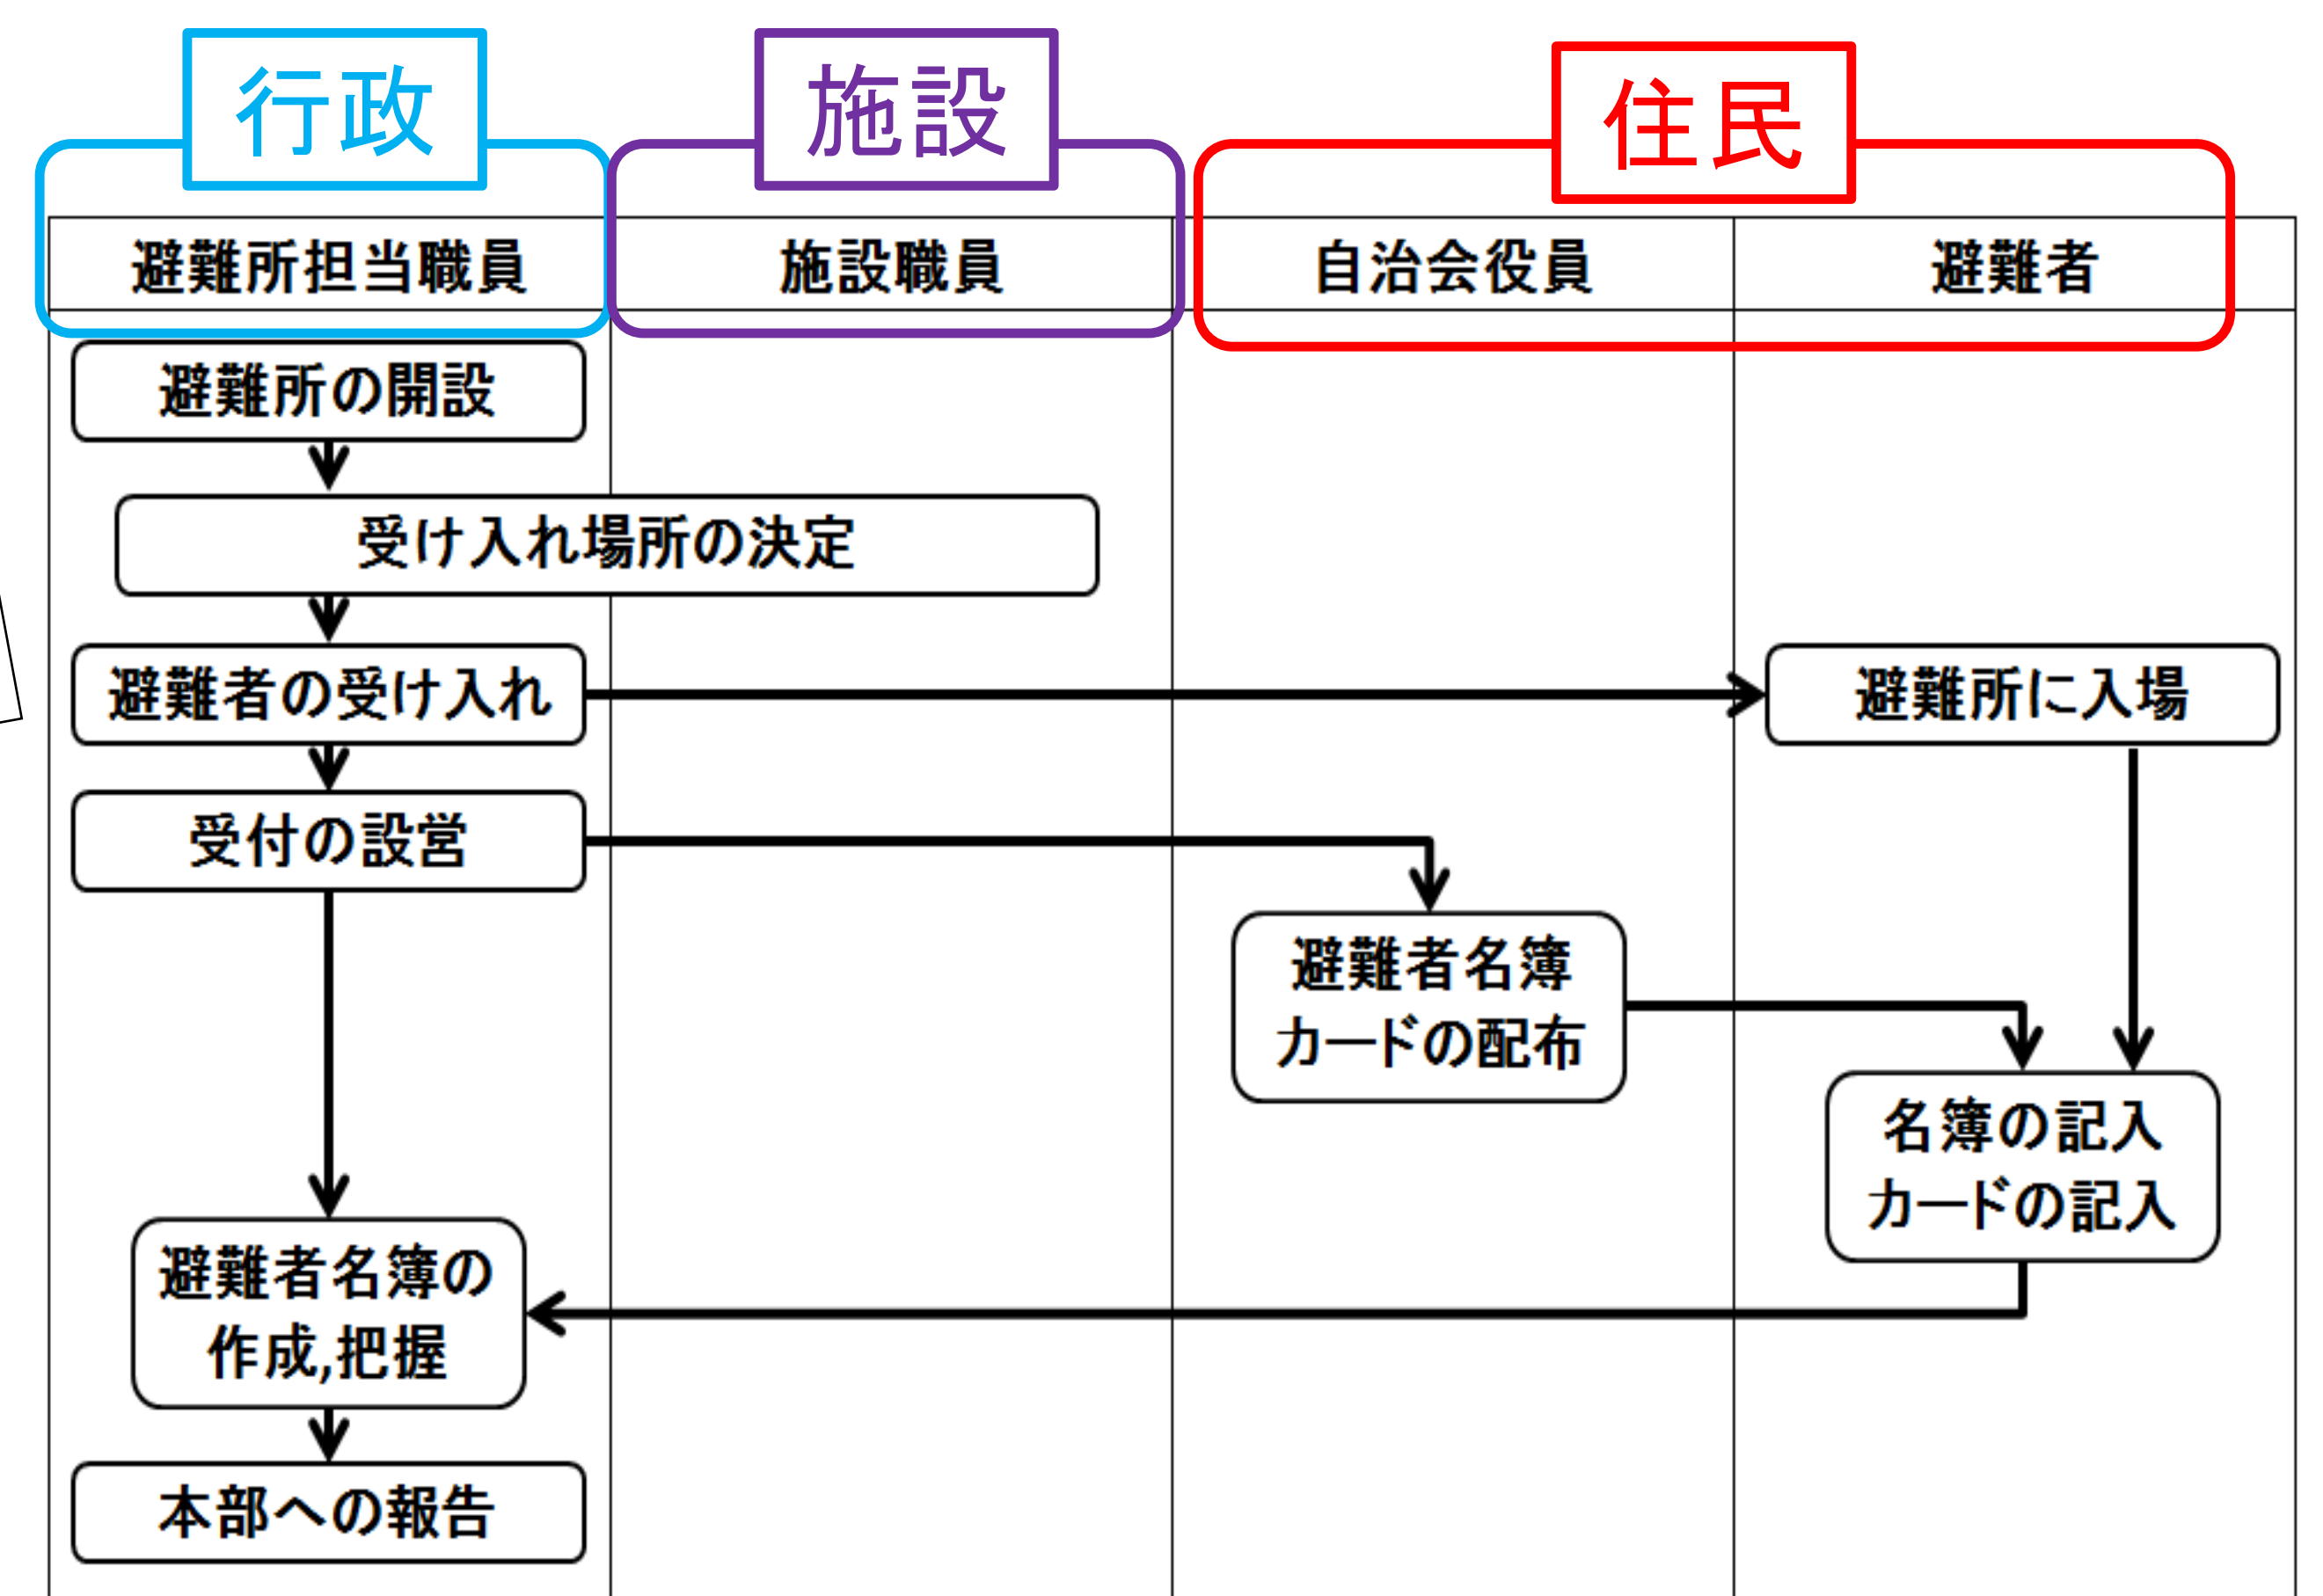 行政
施設
住民
避難所担当職員
施設職員
自治会役員
避難者
避難所の開設
受け入れ場所の決定
避難者の受け入れ
避難所に入場
受付の設営
避難者名簿
カードの配布
名簿の記入
カードの記入
避難者名簿の
作成,把握
本部への報告